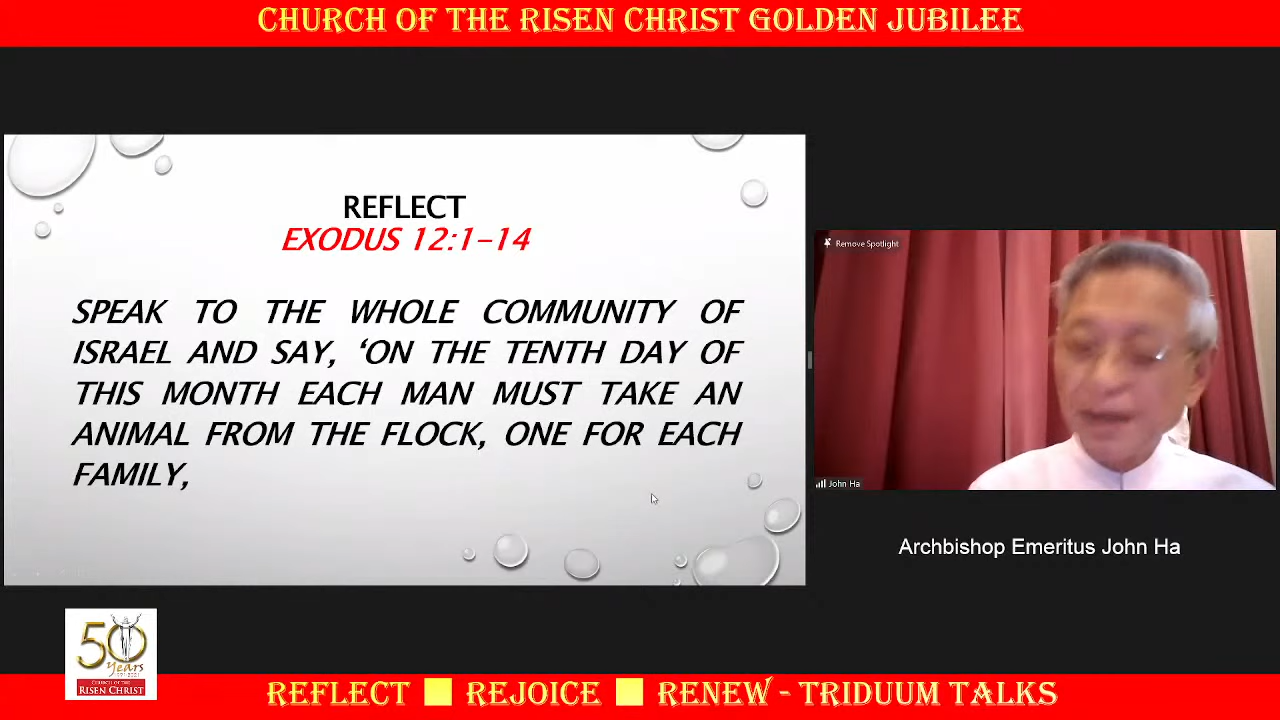 CHURCH OF THE RISEN CHRIST GOLDEN JUBILEE
REFLECT
EXODUS 12:1-14
SPEAK TO THE WHOLE COMMUNITY OF
ISRAEL AND SAY, ‘ON THE TENTH DAY OF
THIS MONTH EACH MAN MUST TAKE AN
ANIMAL FROM THE FLOCK, ONE FOR EACH
FAMILY,
Remove Spotlight
John Ha
Archbishop Emeritus John Ha
50
Years
CHURCH OF THE
RISEN CHRIST
REFLECT REJOICE RENEW - TRIDUUM TALKS